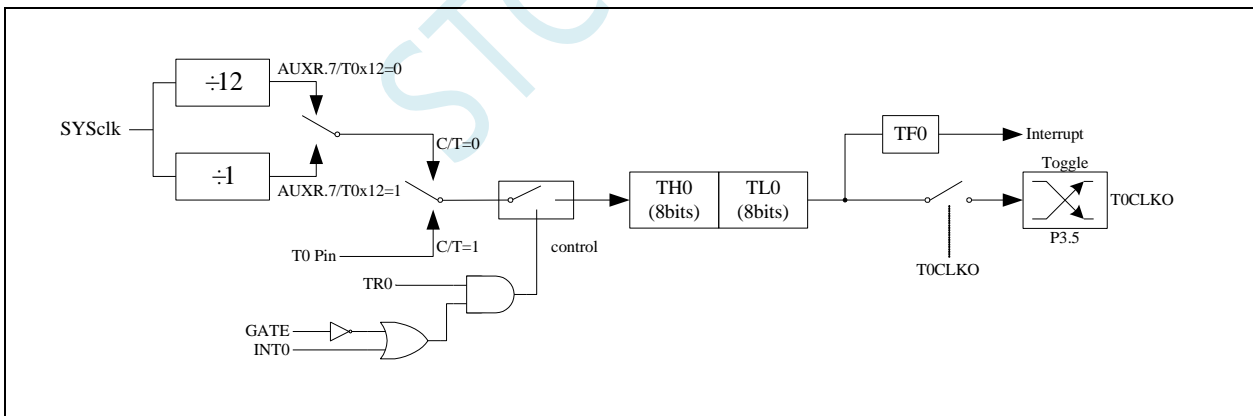 STC
÷12
AUXR.7/T0x12=0
SYSclk
÷1
AUXR.7/T0x12=1
C/T=0
T0 Pin
C/T=1
control
TR0
GATE
INT0
TH0
(8bits)
TL0
(8bits)
TF0
Interrupt
Toggle
T0CLKO
P3.5
T0CLKO